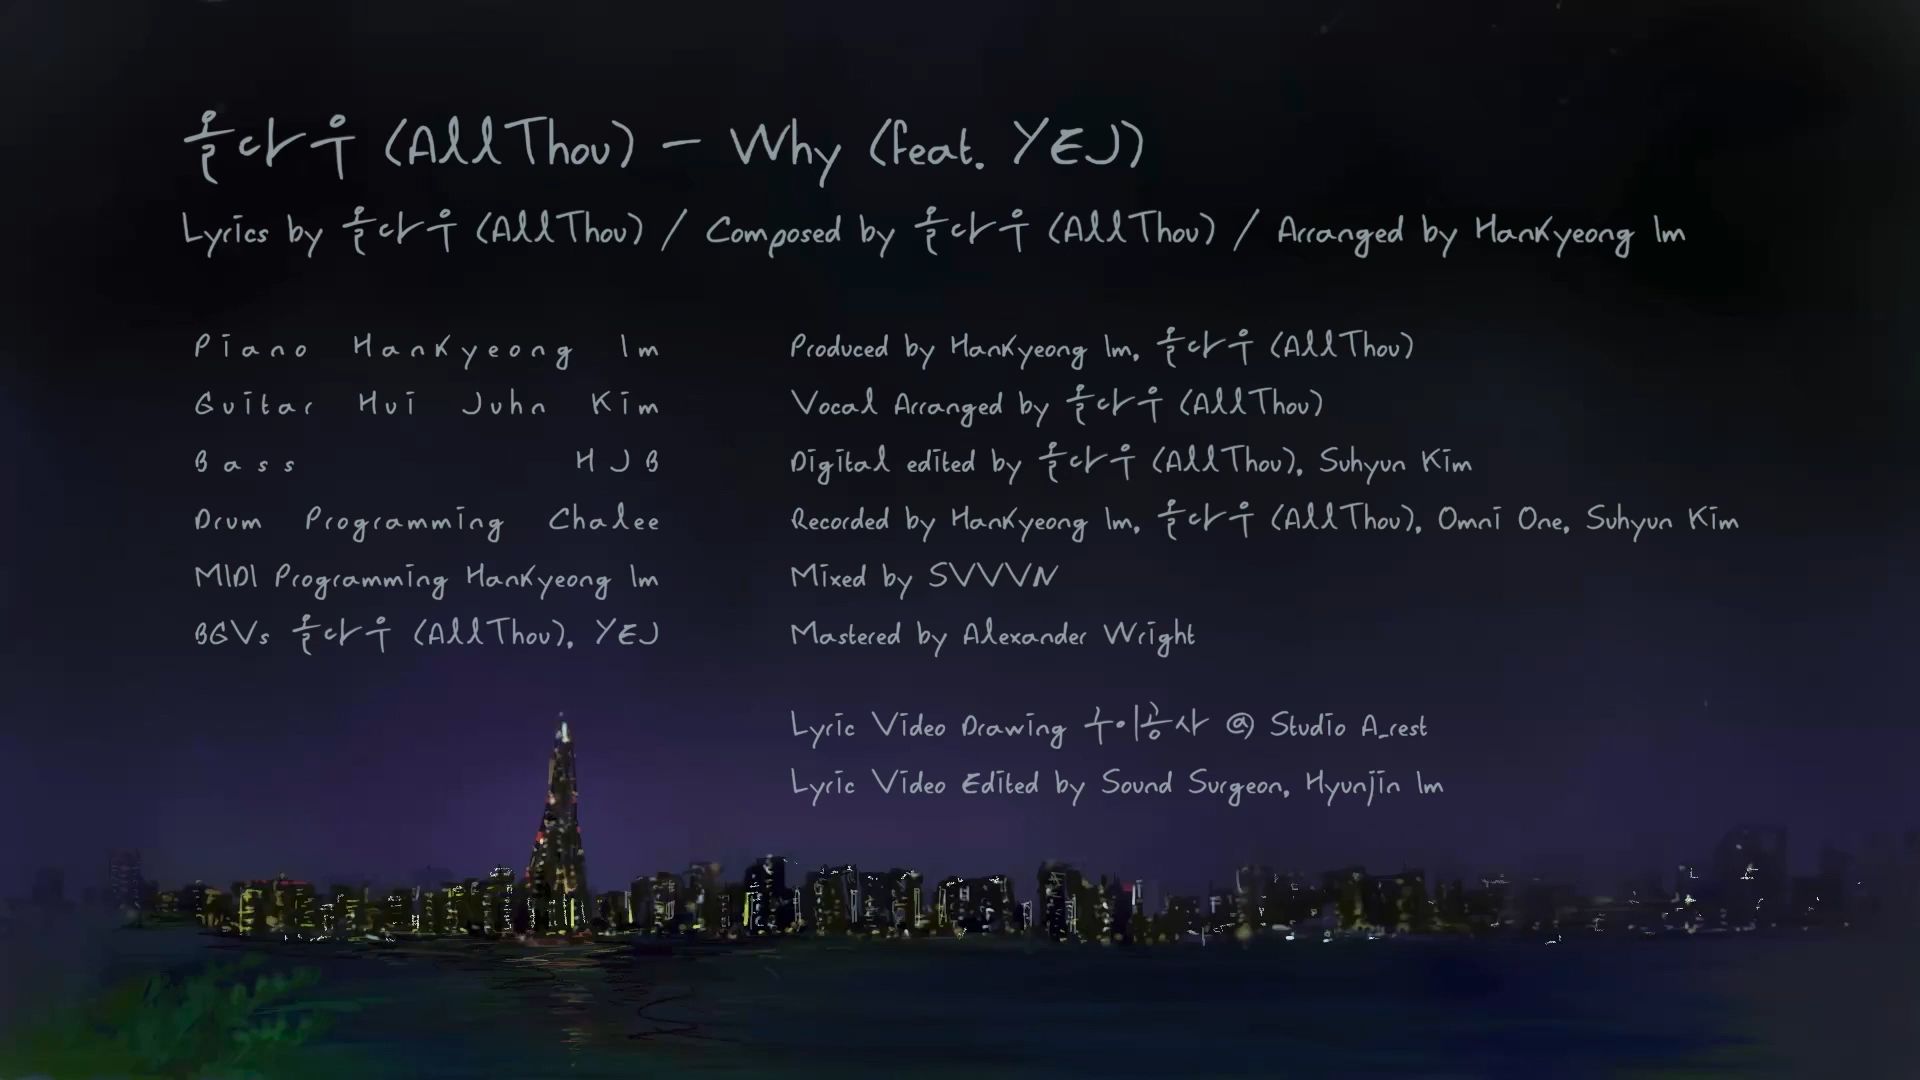 올다우 (AllThou) - Why (feat. YEJ)
Lyrics by 올다우 (AllThou) / Composed by 올다우 (AllThou) / Arranged by HanKyeong Im
Piano HanKyeong Im
Guitar Hui Juhn Kim
Bass HJB
Drum Programming Chalee
MIDI Programming HanKyeong Im
BGVs 올다우 (AllThou), YEJ
Produced by HanKyeong Im, 올다우 (AllThou)
Vocal Arranged by 올다우 (AllThou)
Digital edited by 올다우 (AllThou), Suhyun Kim
Recorded by HanKyeong Im, 올다우 (AllThou), Omni One, Suhyun Kim
Mixed by SVVVN
Mastered by Alexander Wright
Lyric Video Drawing 구이공사 @ Studio A_rest
Lyric Video Edited by Sound Surgeon, Hyunjin Im